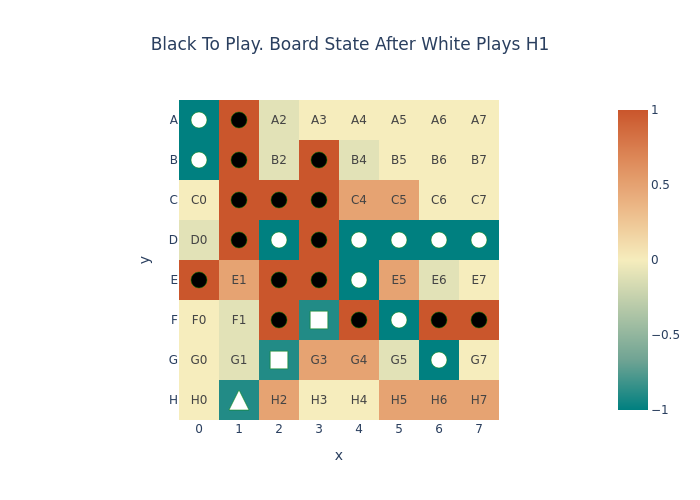 Black To Play. Board State After White Plays H1
A A2 A3 A4 A5 A6 A7 1
B B2 B4 B5 B6 B7
C C0 C4 C5 C6 C7 0.5
D D0
y 0
E E1 E5 E6 E7
F F0 F1 −0.5
G G0 G1 G3 G4 G5 G7
H H0 H2 H3 H4 H5 H6 H7 −1
0 1 2 3 4 5 6 7
x